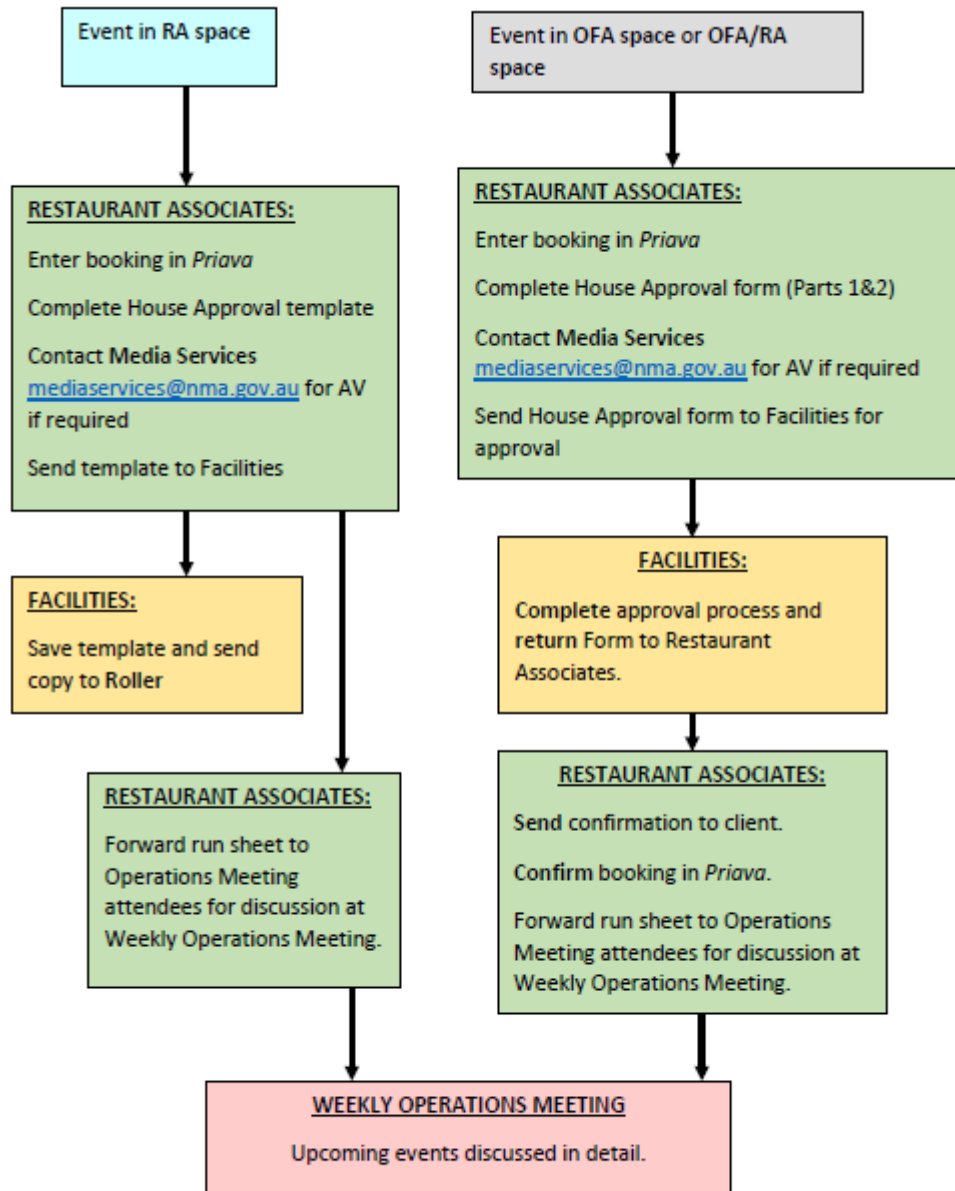 Event in RA space
Event in OFA space or OFA/RA
space
RESTAURANT ASSOCIATES:
Enter booking in Priava
Complete House Approval template
Contact Media Services
mediaservices@nma.gov.au for AV
if required
Send template to Facilities
RESTAURANT ASSOCIATES:
Enter booking in Priava
Complete House Approval form (Parts 1&2)
Contact Media Services
mediaservices@nma.gov.au for AV if required
Send House Approval form to Facilities for
approval
FACILITIES:
Save template and send
copy to Roller
FACILITIES:
Complete approval process and
return Form to Restaurant
Associates.
RESTAURANT ASSOCIATES:
Forward run sheet to
Operations Meeting
attendees for discussion at
Weekly Operations Meeting.
RESTAURANT ASSOCIATES:
Send confirmation to client.
Confirm booking in Priava.
Forward run sheet to Operations
Meeting attendees for discussion at
Weekly Operations Meeting.
WEEKLY OPERATIONS MEETING
Upcoming events discussed in detail.